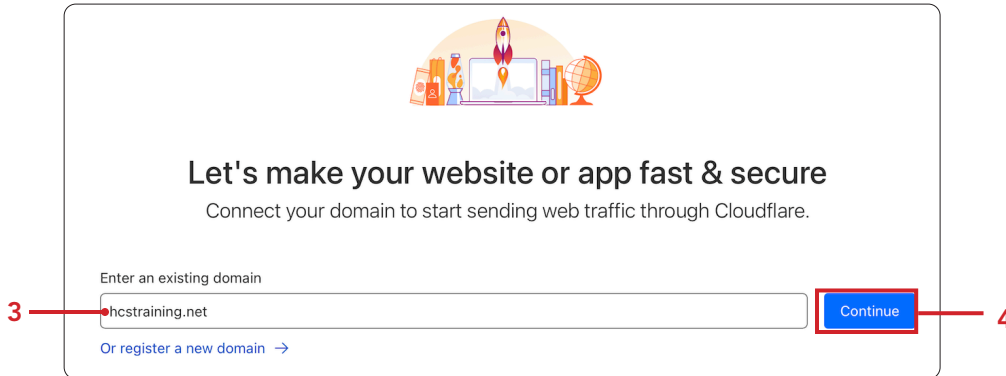 Let's make your website or app fast & secure
Connect your domain to start sending web traffic through Cloudflare.
Enter an existing domain
3
hcstraining.net
Continue
4
Or register a new domain →